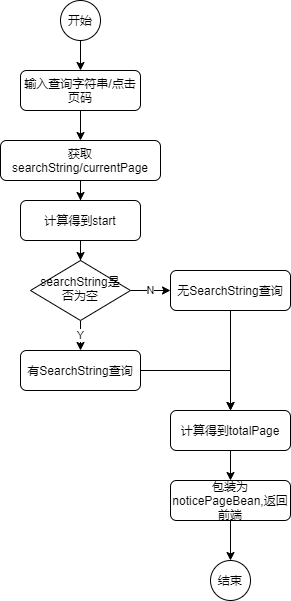 开始
输入查询字符串/点击
页码
获取
searchString/currentPage
计算得到start
searchString是
否为空
N
无SearchString查询
Y
有SearchString查询
计算得到totalPage
包装为
noticePageBean,返回
前端
结束